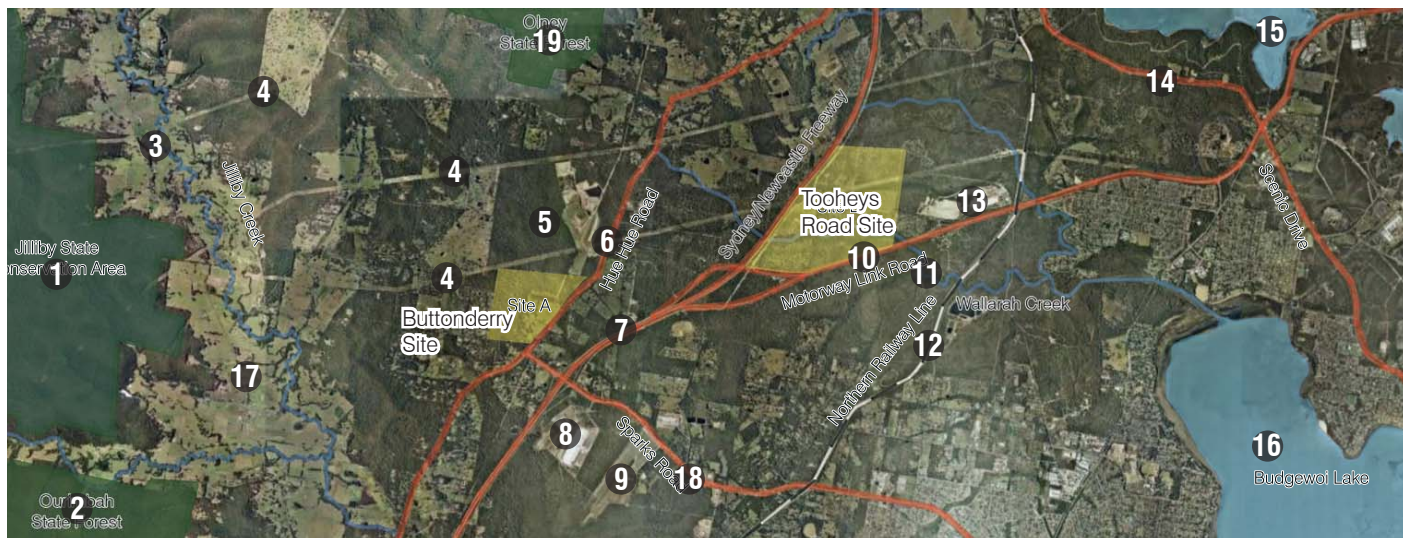 Olney
State Forest
19
15
14
4
3
4
Jilliby Creek
Sydney/Newcastle Freeway
Tooheys
Road Site
13
Scenic Drive
5
6
Hue Hue Road
Jilliby State
Conservation Area
1
4
10
Motorway Link Road
11
Wallarah Creek
Site A
Buttonderry
Site
7
12
Northern Railway Line
17
8
Sparks Road
9
18
16
Budgewoi Lake
2
State Forest